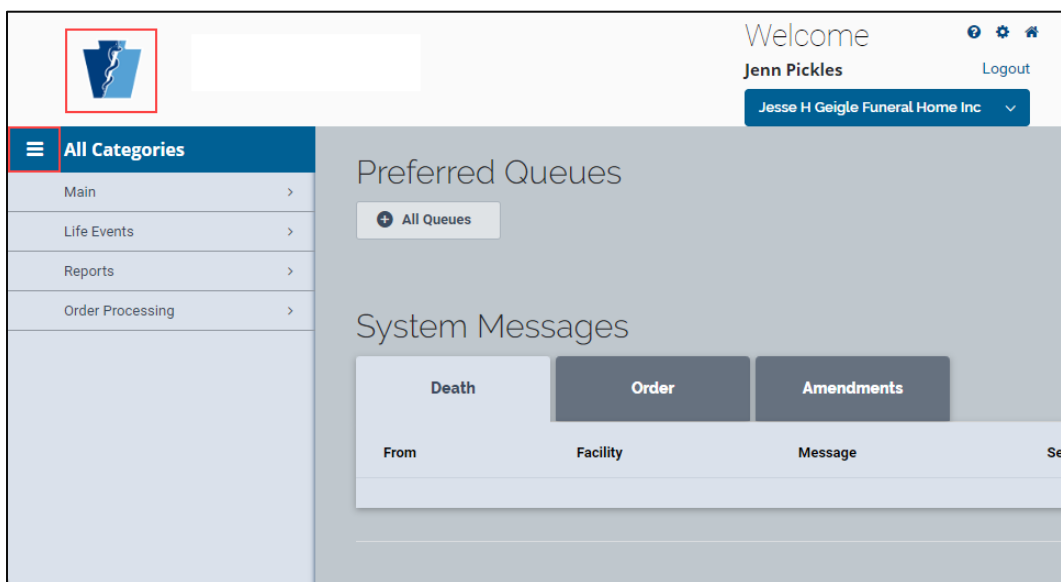 Welcome
Jenn Pickles
Logout
Jesse H Geigle Funeral Home Inc
All Categories
Main
Life Events
Reports
Order Processing
Preferred Queues
All Queues
System Messages
Death Order Amendments
From Facility Message